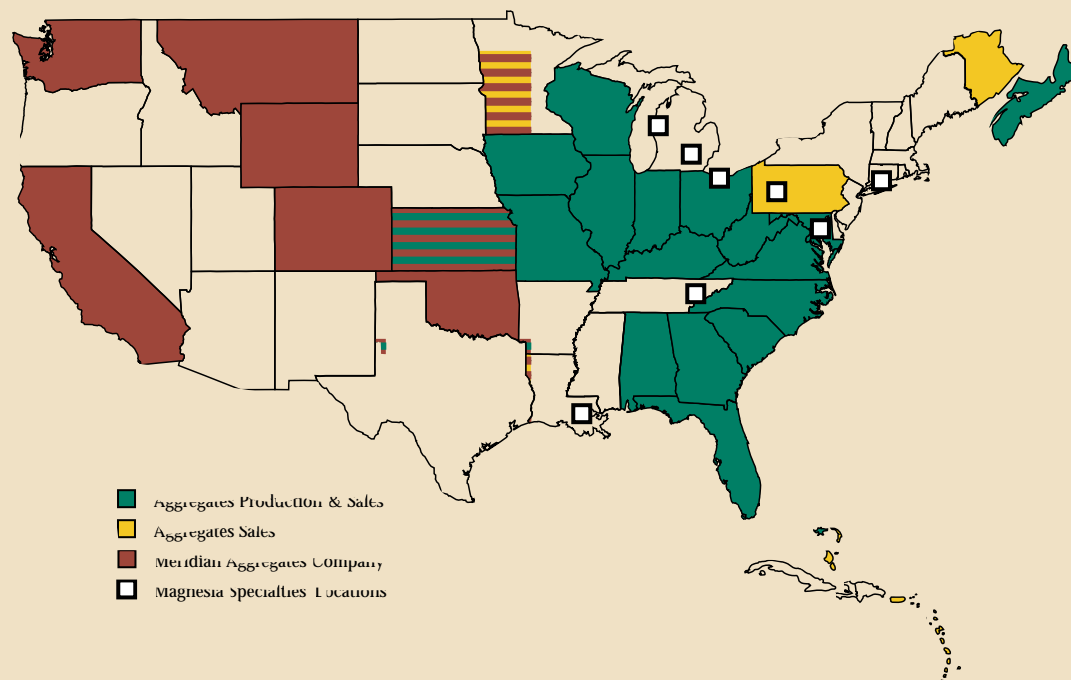 Aggregates Production & Sales
Aggregates Sales
Meridian Aggregates Company
Magnesia Specialties Locations